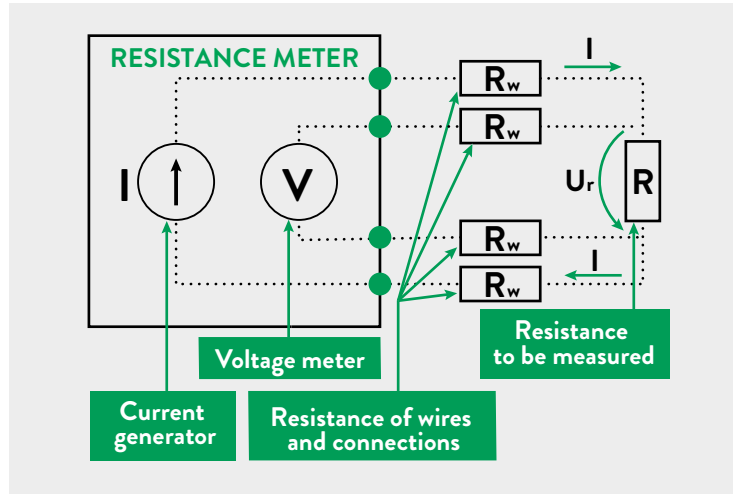 RESISTANCE METER
I
Rw
Rw
I
V
Ur
R
Rw
I
Rw
Voltage meter
Resistance
to be measured
Current
generator
Resistance of wires
and connections